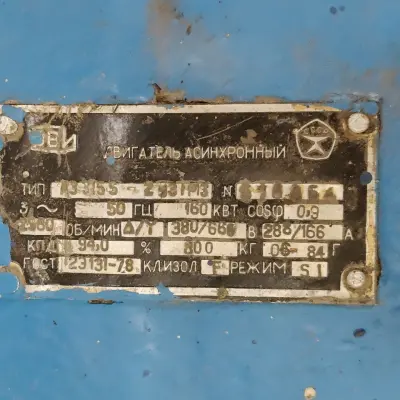 ДВИГАТЕЛЬ АСИНХРОННЫЙ
ТИП N
3 ~ 50 ГЦ 160 КВТ COSφ 0,9
ОБ/МИН Δ/Y 380/660 В 288/166 А
КПД 94,0 % 800 КГ 06-84 Г
ГОСТ 23131-78 КЛ.ИЗОЛ F РЕЖИМ S1